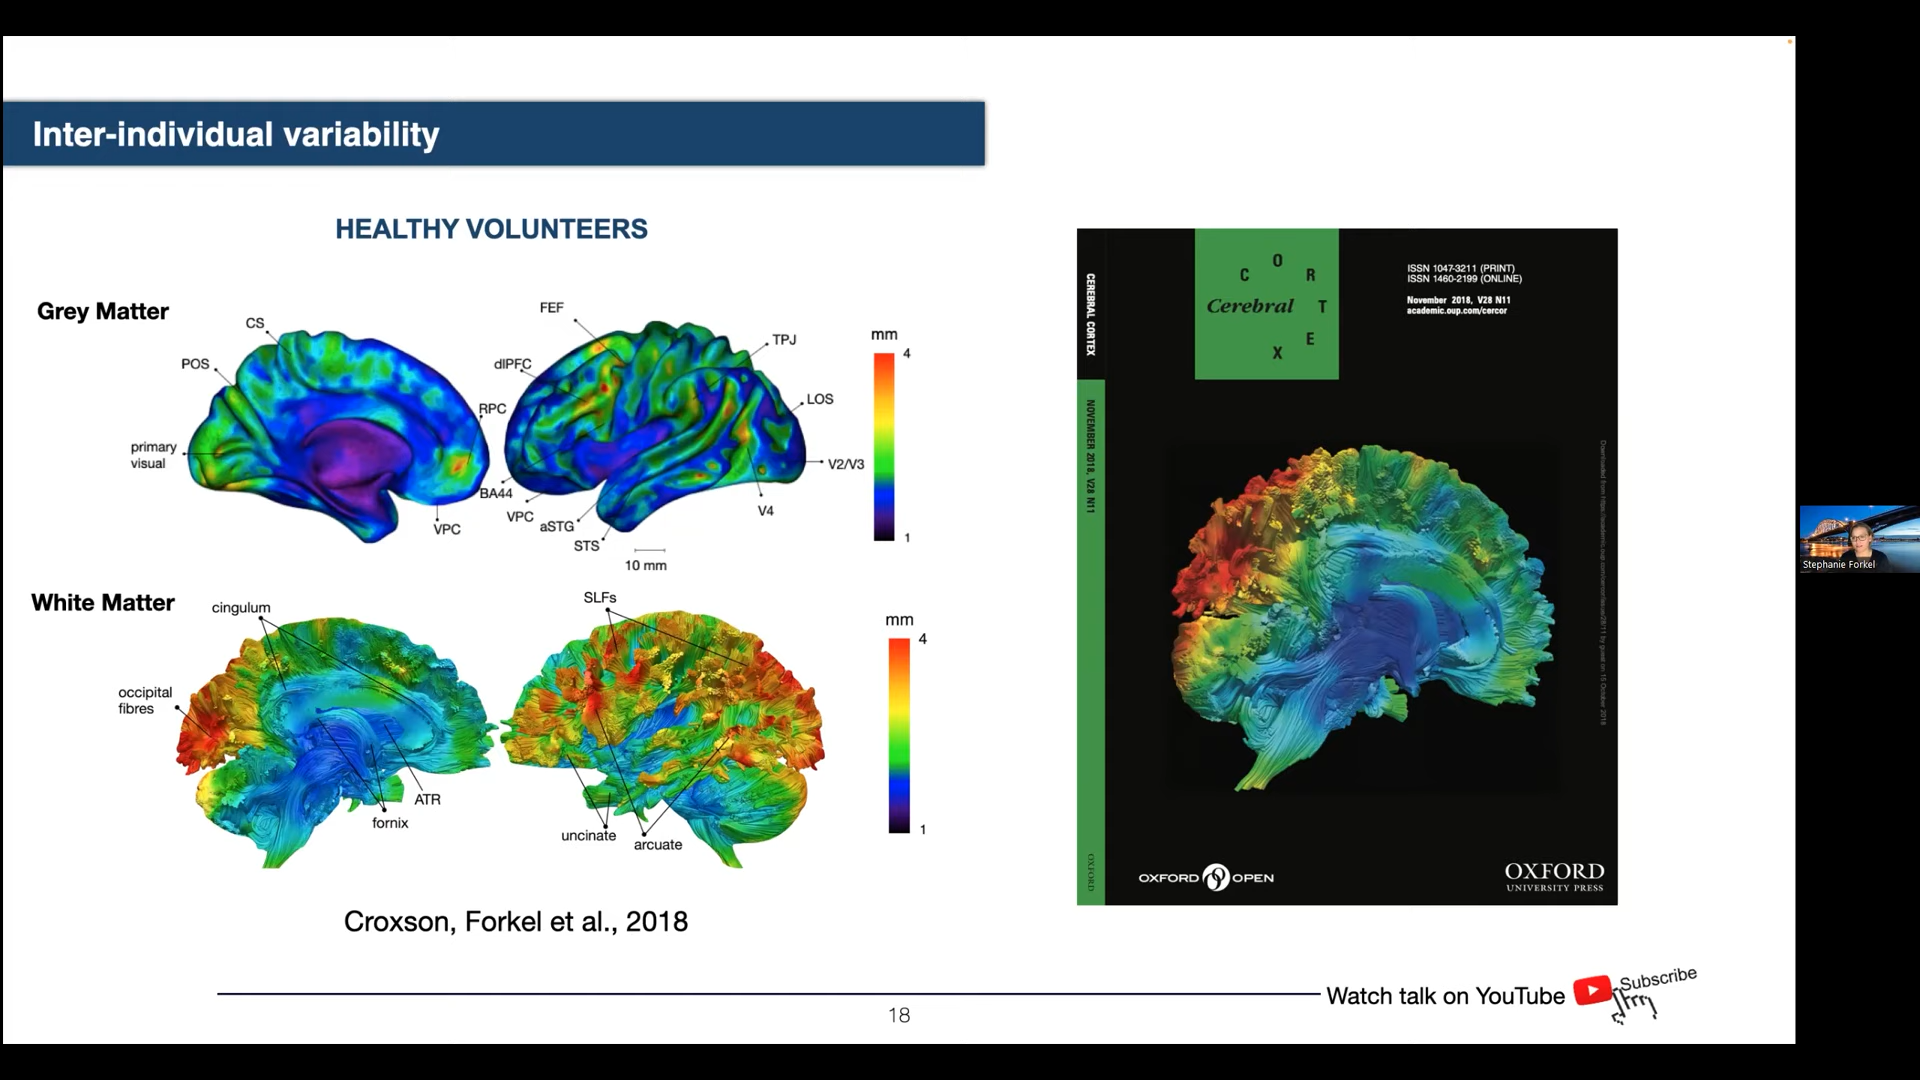 Inter-individual variability
HEALTHY VOLUNTEERS
Grey Matter
CS
POS
primary
visual
RPC
VPC
FEF
dlPFC
BA44
VPC
aSTG
STS
TPJ
LOS
V2/V3
V4
10 mm
mm
4
1
White Matter
cingulum
occipital
fibres
ATR
fornix
SLFs
uncinate
arcuate
mm
4
1
Croxson, Forkel et al., 2018
CEREBRAL CORTEX
NOVEMBER 2018, V28 N11
OXFORD
C O R T E X
Cerebral
ISSN 1047-3211 (PRINT)
ISSN 1460-2199 (ONLINE)
November 2018, V28 N11
academic.oup.com/cercor
OXFORD OPEN
OXFORD
UNIVERSITY PRESS
Stephanie Forkel
Watch talk on YouTube
Subscribe
18